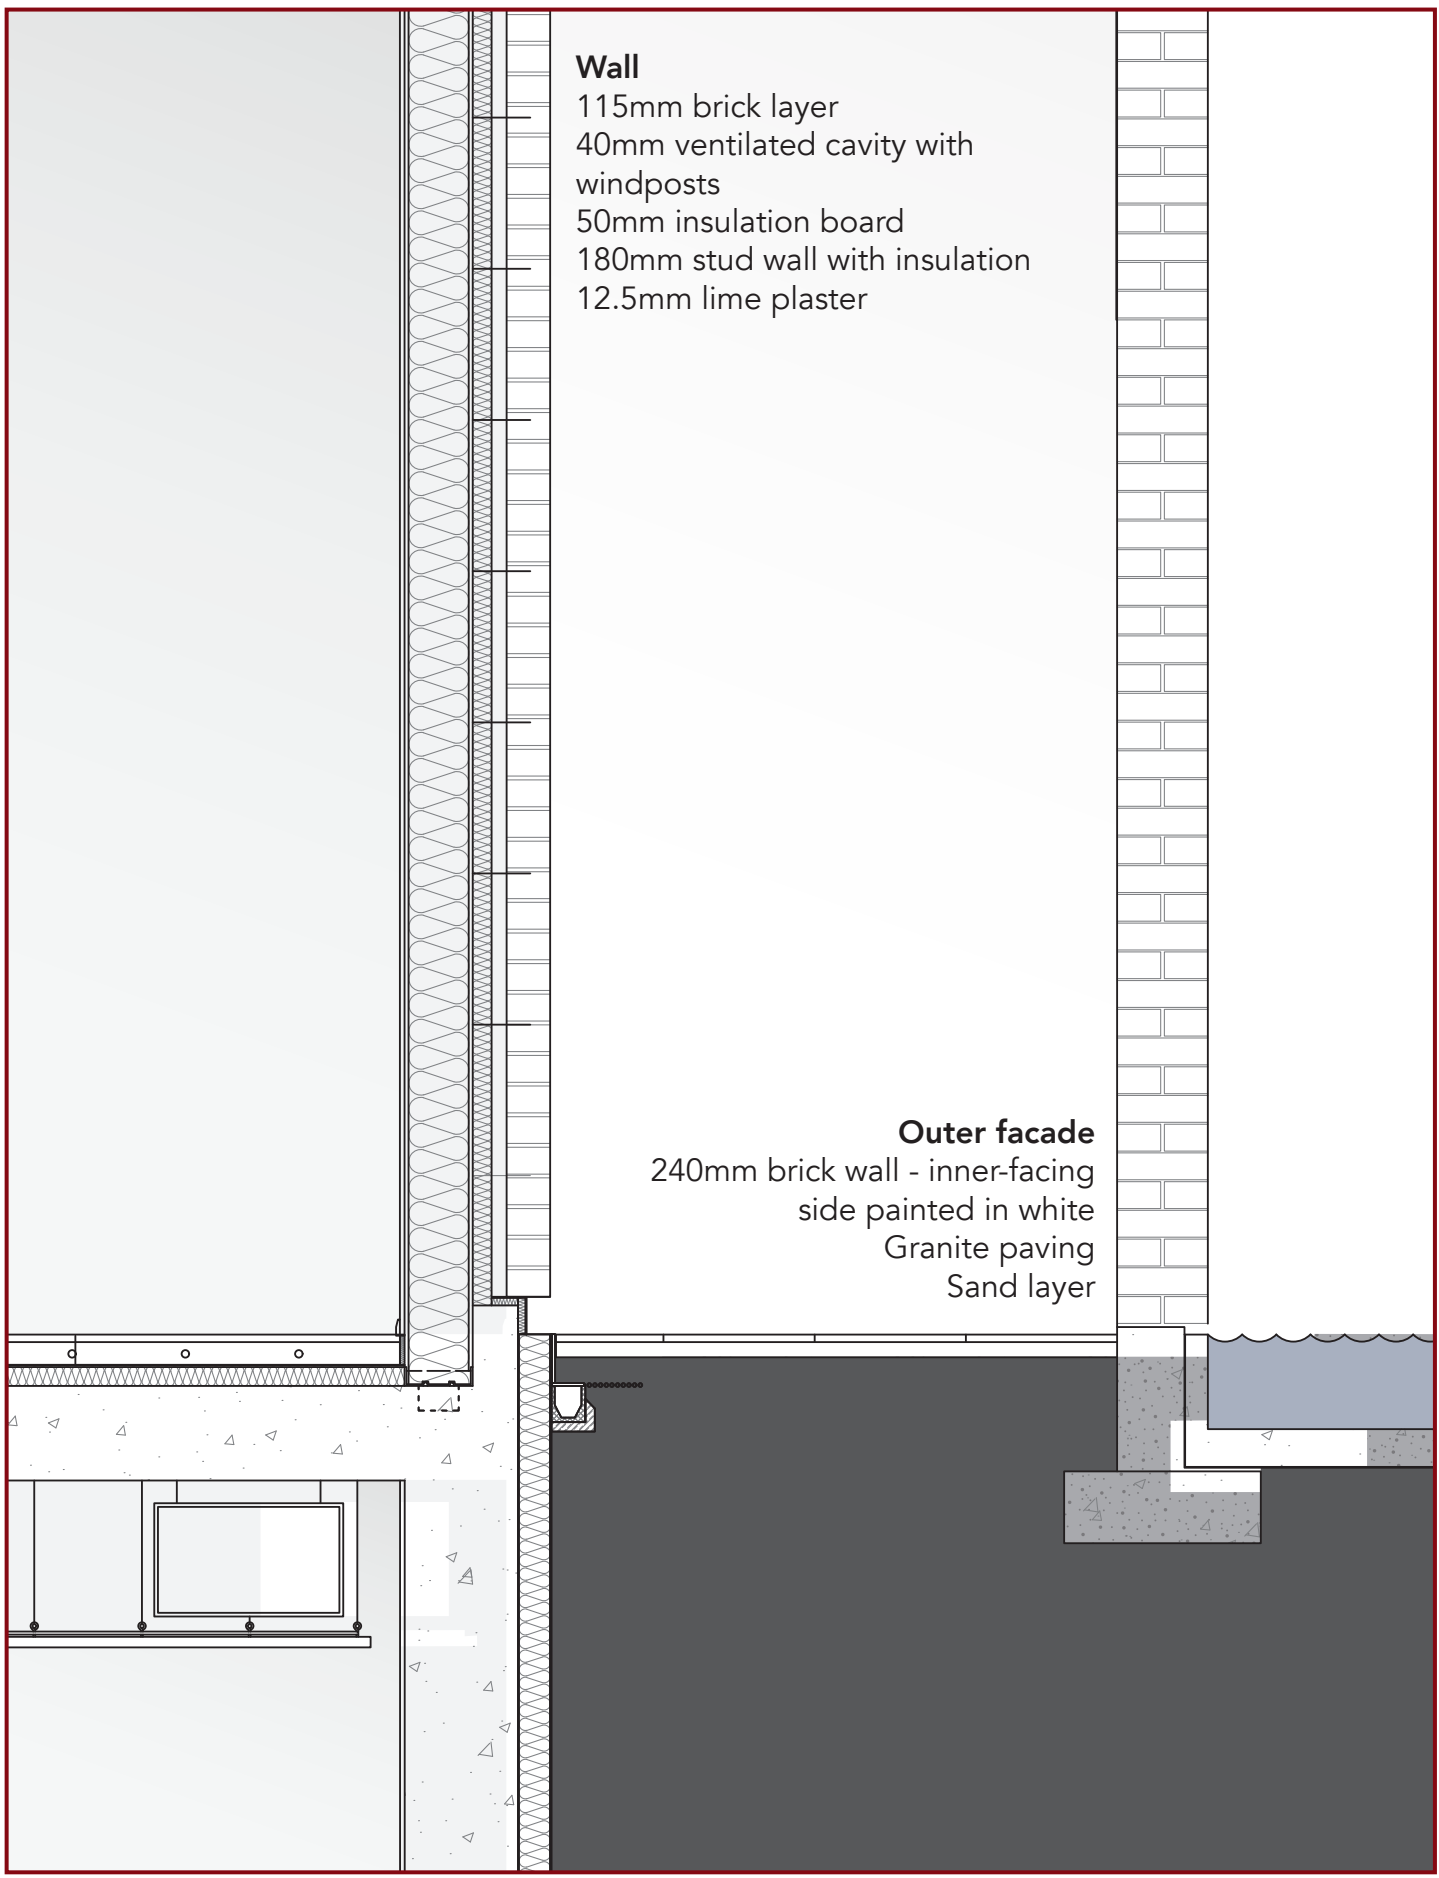 Wall
115mm brick layer
40mm ventilated cavity with
windposts
50mm insulation board
180mm stud wall with insulation
12.5mm lime plaster
Outer facade
240mm brick wall - inner-facing
side painted in white
Granite paving
Sand layer